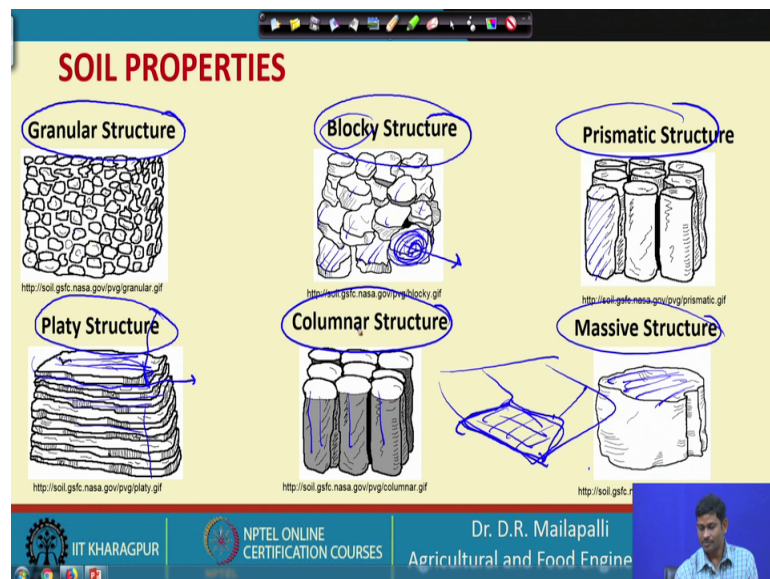 SOIL PROPERTIES
Granular Structure
Blocky Structure
Prismatic Structure
http://soil.gsfc.nasa.gov/pvg/granular.gif
http://soil.gsfc.nasa.gov/pvg/blocky.gif
http://soil.gsfc.nasa.gov/pvg/prismatic.gif
Platy Structure
Columnar Structure
Massive Structure
http://soil.gsfc.nasa.gov/pvg/platy.gif
http://soil.gsfc.nasa.gov/pvg/columnar.gif
http://soil.gsfc.n
IIT KHARAGPUR
NPTEL ONLINE
CERTIFICATION COURSES
Dr. D.R. Mailapalli
Agricultural and Food Engine